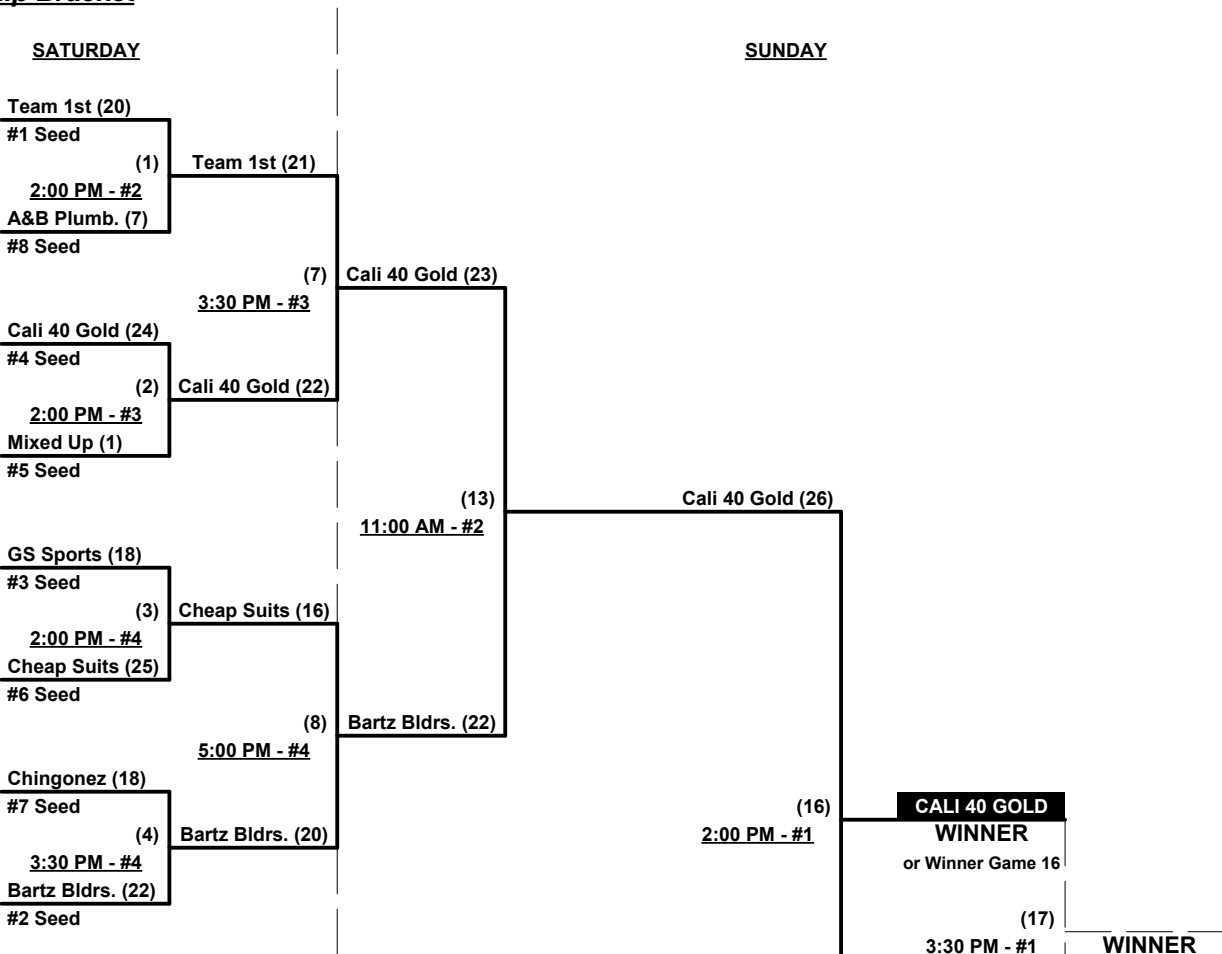 SATURDAY
SUNDAY
Team 1st (20)
#1 Seed
(1)
Team 1st (21)
2:00 PM - #2
A&B Plumb. (7)
#8 Seed
(7)
Cali 40 Gold (23)
3:30 PM - #3
Cali 40 Gold (24)
#4 Seed
(2)
Cali 40 Gold (22)
2:00 PM - #3
Mixed Up (1)
#5 Seed
(13)
Cali 40 Gold (26)
11:00 AM - #2
GS Sports (18)
#3 Seed
(3)
Cheap Suits (16)
2:00 PM - #4
Cheap Suits (25)
#6 Seed
(8)
Bartz Bldrs. (22)
5:00 PM - #4
Chingonez (18)
#7 Seed
(16)
CALI 40 GOLD
(4)
Bartz Bldrs. (20)
2:00 PM - #1
WINNER
3:30 PM - #4
or Winner Game 16
Bartz Bldrs. (22)
#2 Seed
(17)
3:30 PM - #1
WINNER